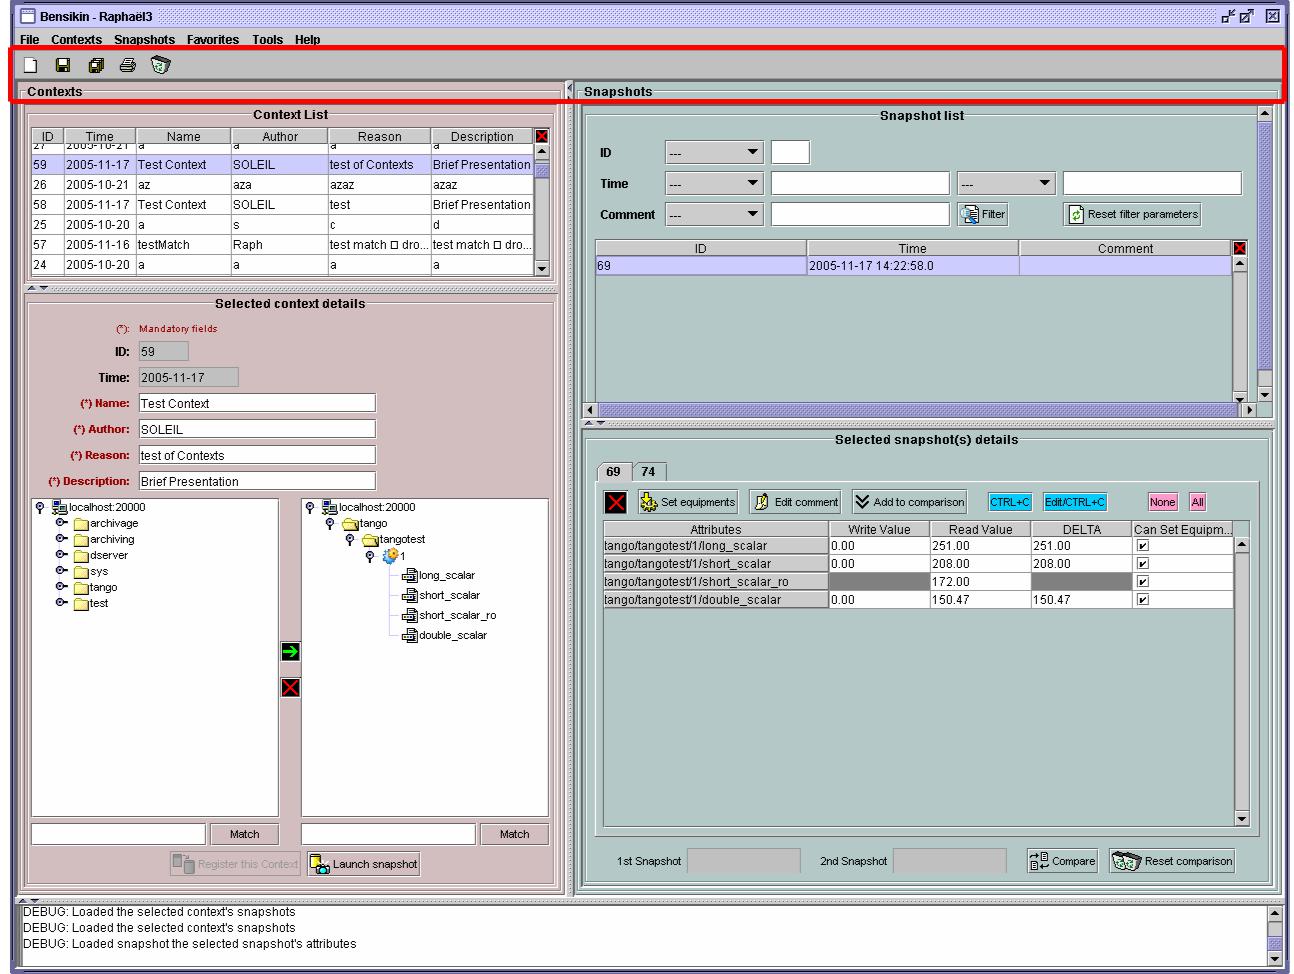 Bensikin - Raphaël3
File Contexts Snapshots Favorites Tools Help
Contexts
Context List
ID Time Name Author Reason Description
27 2005-10-21 a a a a
59 2005-11-17 Test Context SOLEIL test of Contexts Brief Presentation
26 2005-10-21 az aza azaz azaz
58 2005-11-17 Test Context SOLEIL test Brief Presentation
25 2005-10-20 a s c d
57 2005-11-16 testMatch Raph test match □ dro... test match □ dro...
24 2005-10-20 a a a a
Selected context details
(*): Mandatory fields
ID: 59
Time: 2005-11-17
(*) Name: Test Context
(*) Author: SOLEIL
(*) Reason: test of Contexts
(*) Description: Brief Presentation
localhost:20000
archivage
archiving
dserver
sys
tango
test
localhost:20000
tango
tangotest
1
long_scalar
short_scalar
short_scalar_ro
double_scalar
Match Match
Register this Context Launch snapshot
Snapshots
Snapshot list
ID ---
Time --- ---
Comment --- Filter Reset filter parameters
ID Time Comment
69 2005-11-17 14:22:58.0
Selected snapshot(s) details
69 74
Set equipments Edit comment Add to comparison CTRL+C Edit/CTRL+C None All
Attributes Write Value Read Value DELTA Can Set Equipm...
tango/tangotest/1/long_scalar 0.00 251.00 251.00
tango/tangotest/1/short_scalar 0.00 208.00 208.00
tango/tangotest/1/short_scalar_ro 172.00
tango/tangotest/1/double_scalar 0.00 150.47 150.47
1st Snapshot 2nd Snapshot Compare Reset comparison
DEBUG: Loaded the selected context's snapshots
DEBUG: Loaded the selected context's snapshots
DEBUG: Loaded snapshot the selected snapshot's attributes